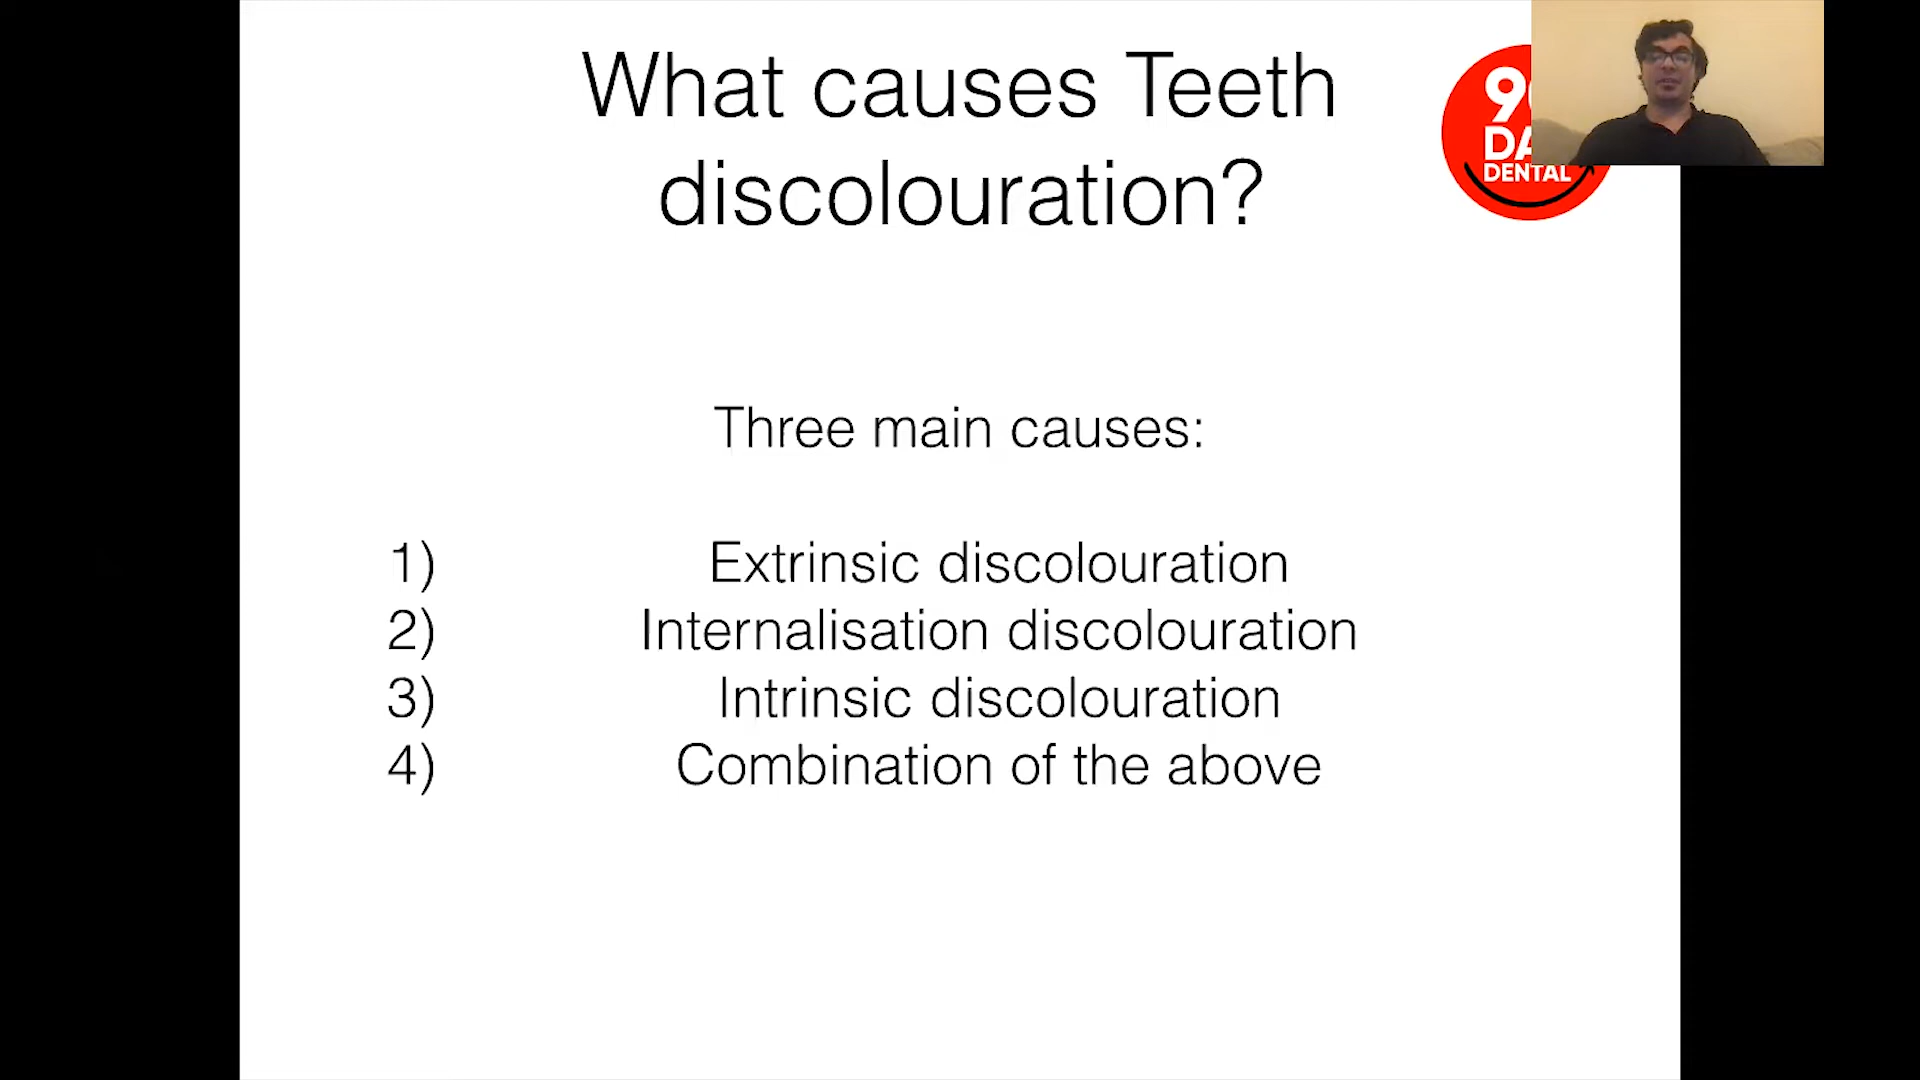 What causes Teeth
discolouration?
DENTAL
Three main causes:
1) Extrinsic discolouration
2) Internalisation discolouration
3) Intrinsic discolouration
4) Combination of the above